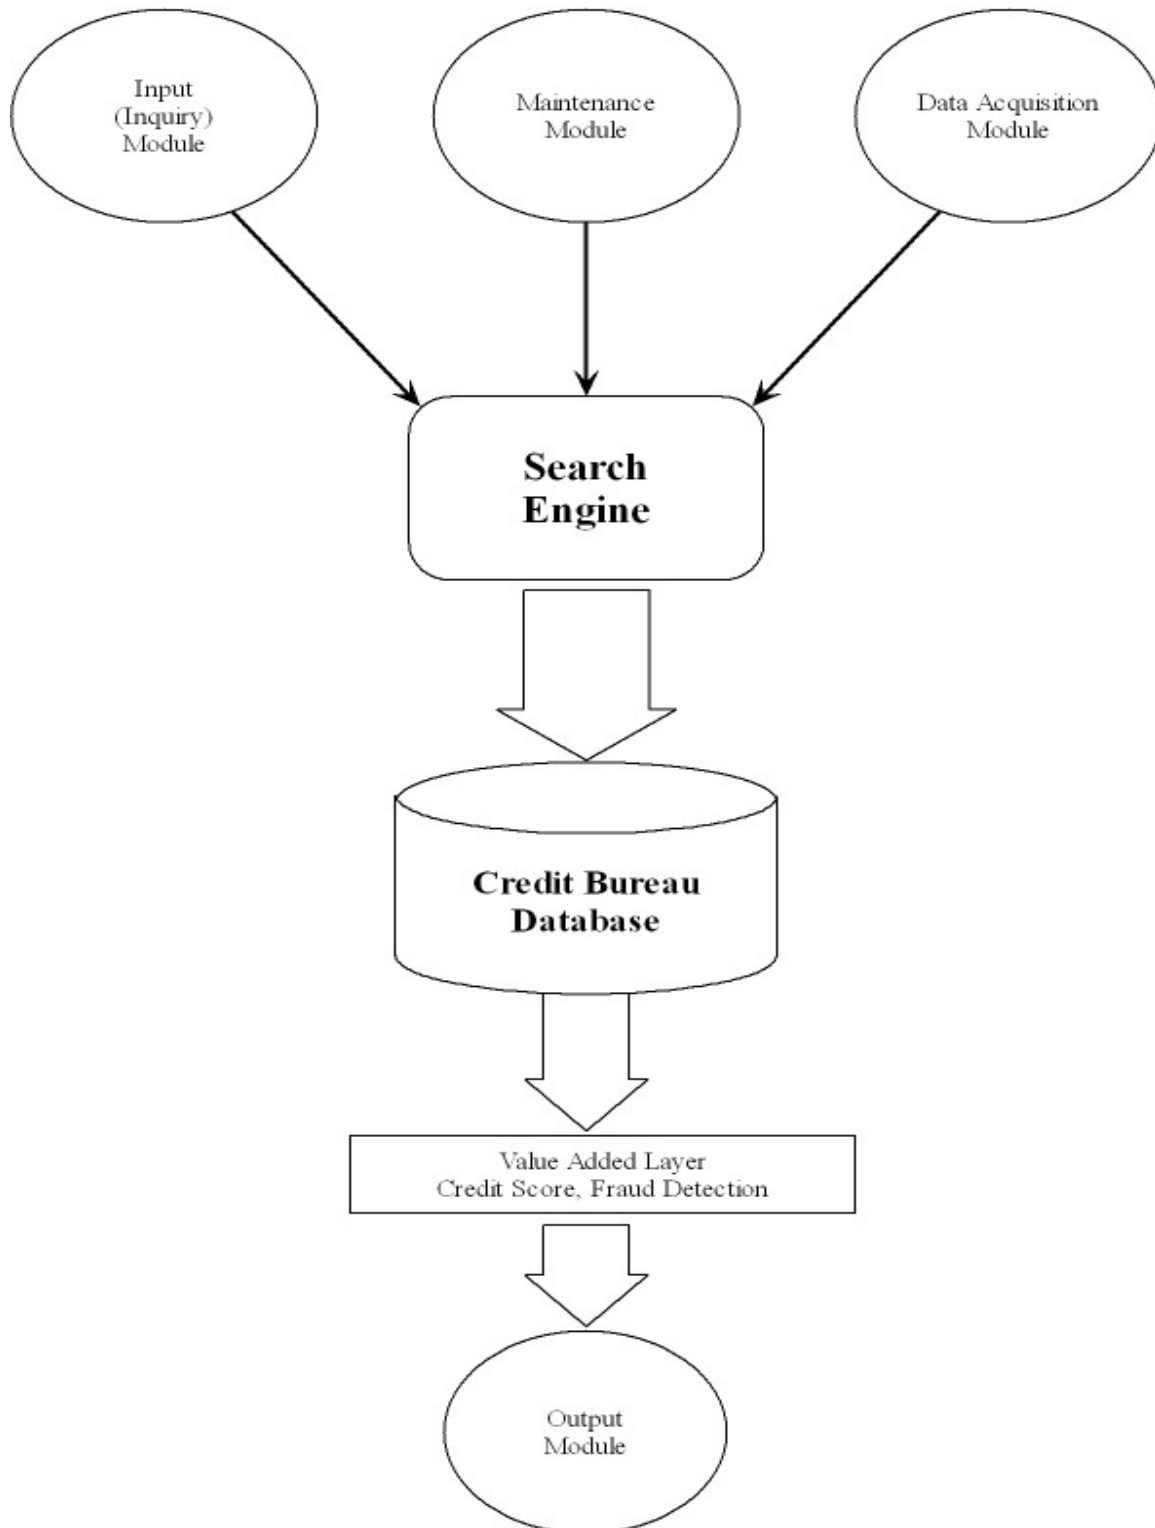 Input
(Inquiry)
Module
Maintenance
Module
Data Acquisition
Module
Search
Engine
Credit Bureau
Database
Value Added Layer
Credit Score, Fraud Detection
Output
Module